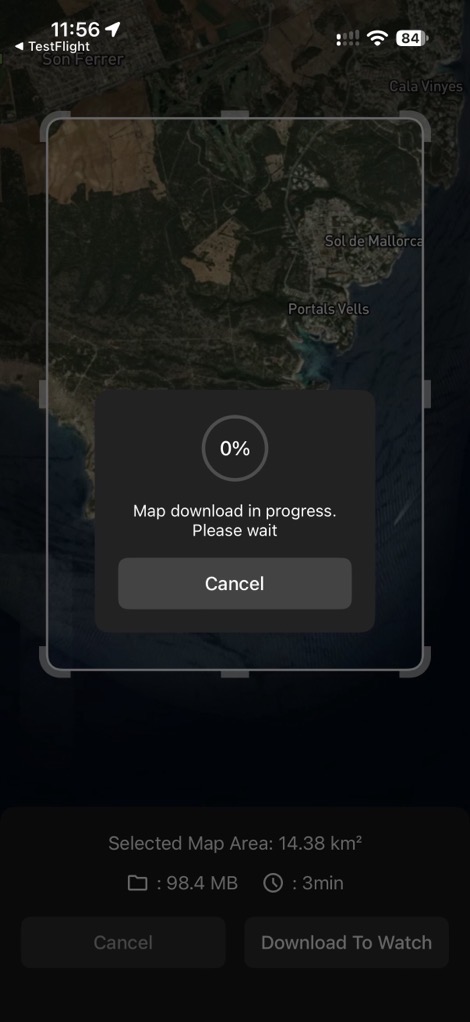 11:56
84
◀ TestFlight
Son Ferrer
Cala Vinyes
Sol de Mallorca
Portals Vells
0%
Map download in progress.
Please wait
Cancel
Selected Map Area: 14.38 km²
: 98.4 MB : 3min
Cancel
Download To Watch